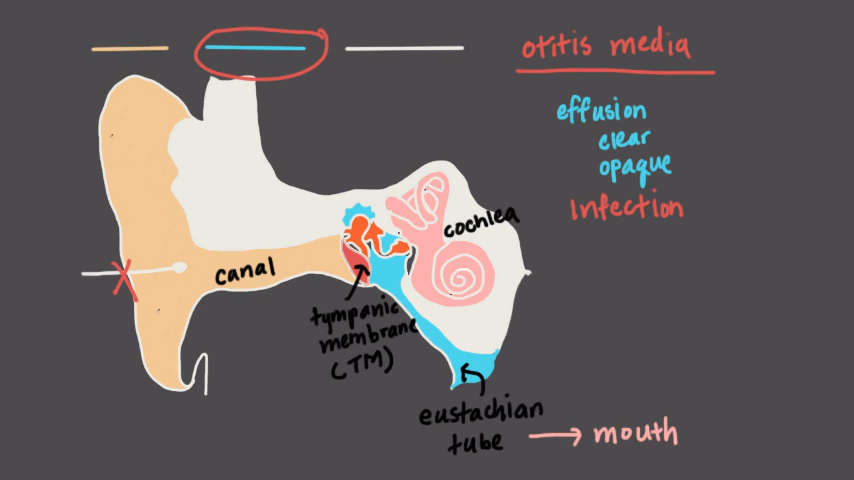 otitis media
effusion
clear
opaque
Infection
cochlea
canal
tympanic
membrane
(TM)
eustachian
tube → mouth